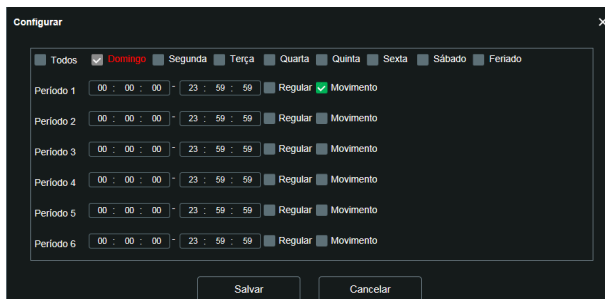 Configurar ×
Todos Domingo Segunda Terça Quarta Quinta Sexta Sábado Feriado
Período 1 00 : 00 : 00 - 23 : 59 : 59 Regular Movimento
Período 2 00 : 00 : 00 - 23 : 59 : 59 Regular Movimento
Período 3 00 : 00 : 00 - 23 : 59 : 59 Regular Movimento
Período 4 00 : 00 : 00 - 23 : 59 : 59 Regular Movimento
Período 5 00 : 00 : 00 - 23 : 59 : 59 Regular Movimento
Período 6 00 : 00 : 00 - 23 : 59 : 59 Regular Movimento
Salvar Cancelar